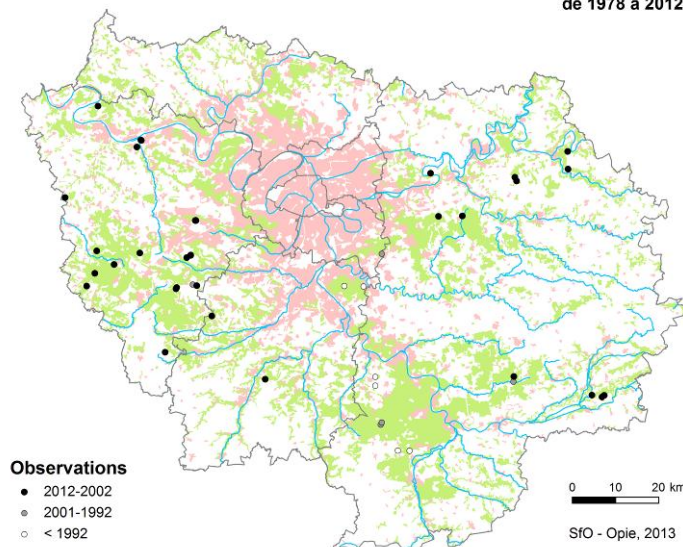 de 1978 à 2012
Observations
2012-2002
2001-1992
< 1992
0 10 20 km
SfO - Opie, 2013